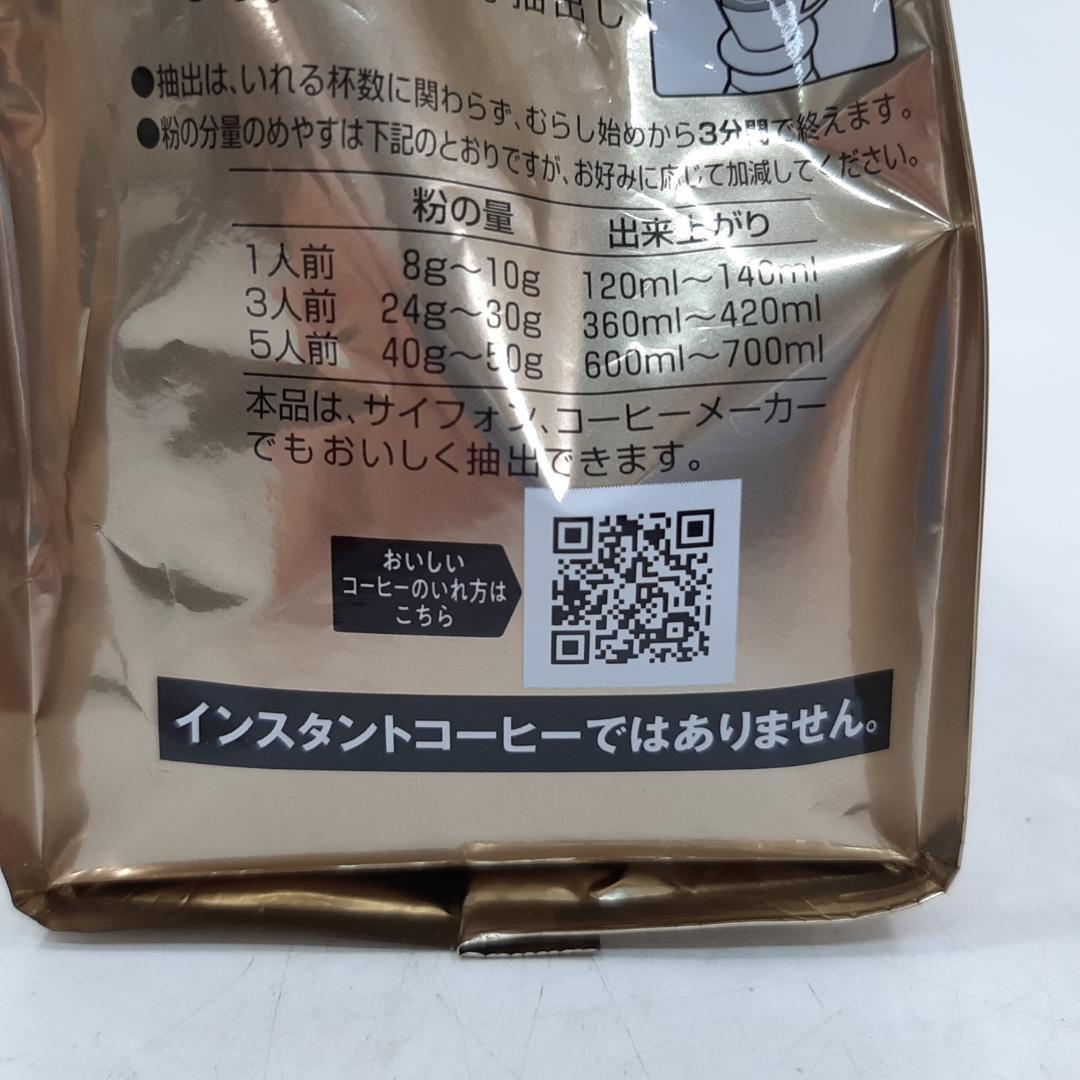 抽出し
●抽出は、いれる杯数に関わらず、むらし始めから3分間で終えます。
●粉の分量のめやすは下記のとおりですが、お好みに応じて加減してください。
粉の量 出来上がり
1人前 8g〜10g 120ml〜140ml
3人前 24g〜30g 360ml〜420ml
5人前 40g〜50g 600ml〜700ml
本品は、サイフォン、コーヒーメーカー
でもおいしく抽出できます。
おいしい
コーヒーのいれ方は
こちら
インスタントコーヒーではありません。